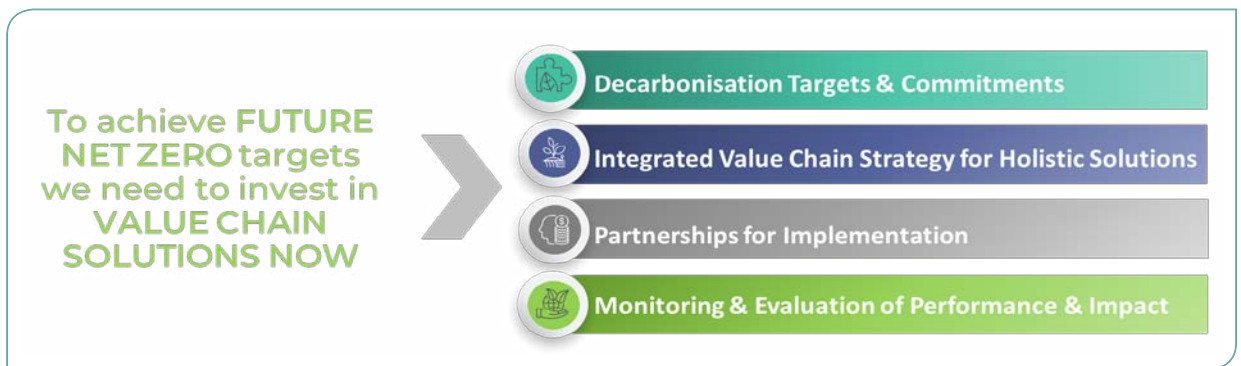 To achieve FUTURE
NET ZERO targets
we need to invest in
VALUE CHAIN
SOLUTIONS NOW
Decarbonisation Targets & Commitments
Integrated Value Chain Strategy for Holistic Solutions
Partnerships for Implementation
Monitoring & Evaluation of Performance & Impact